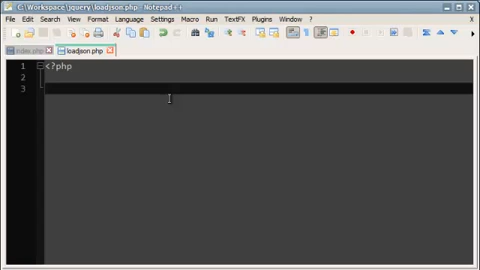 C:\Workspace\jquery\loadjson.php - Notepad++
File Edit Search View Format Language Settings Macro Run TextFX Plugins Window ?
index.php loadjson.php
1 <?php
2
3